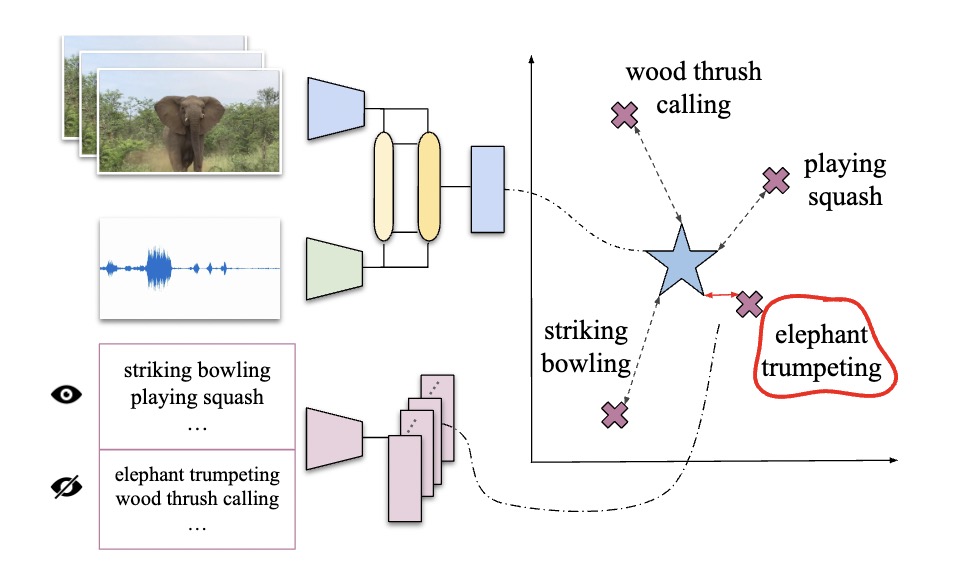 wood thrush
calling
playing
squash
striking
bowling
elephant
trumpeting
striking bowling
playing squash
...
elephant trumpeting
wood thrush calling
...